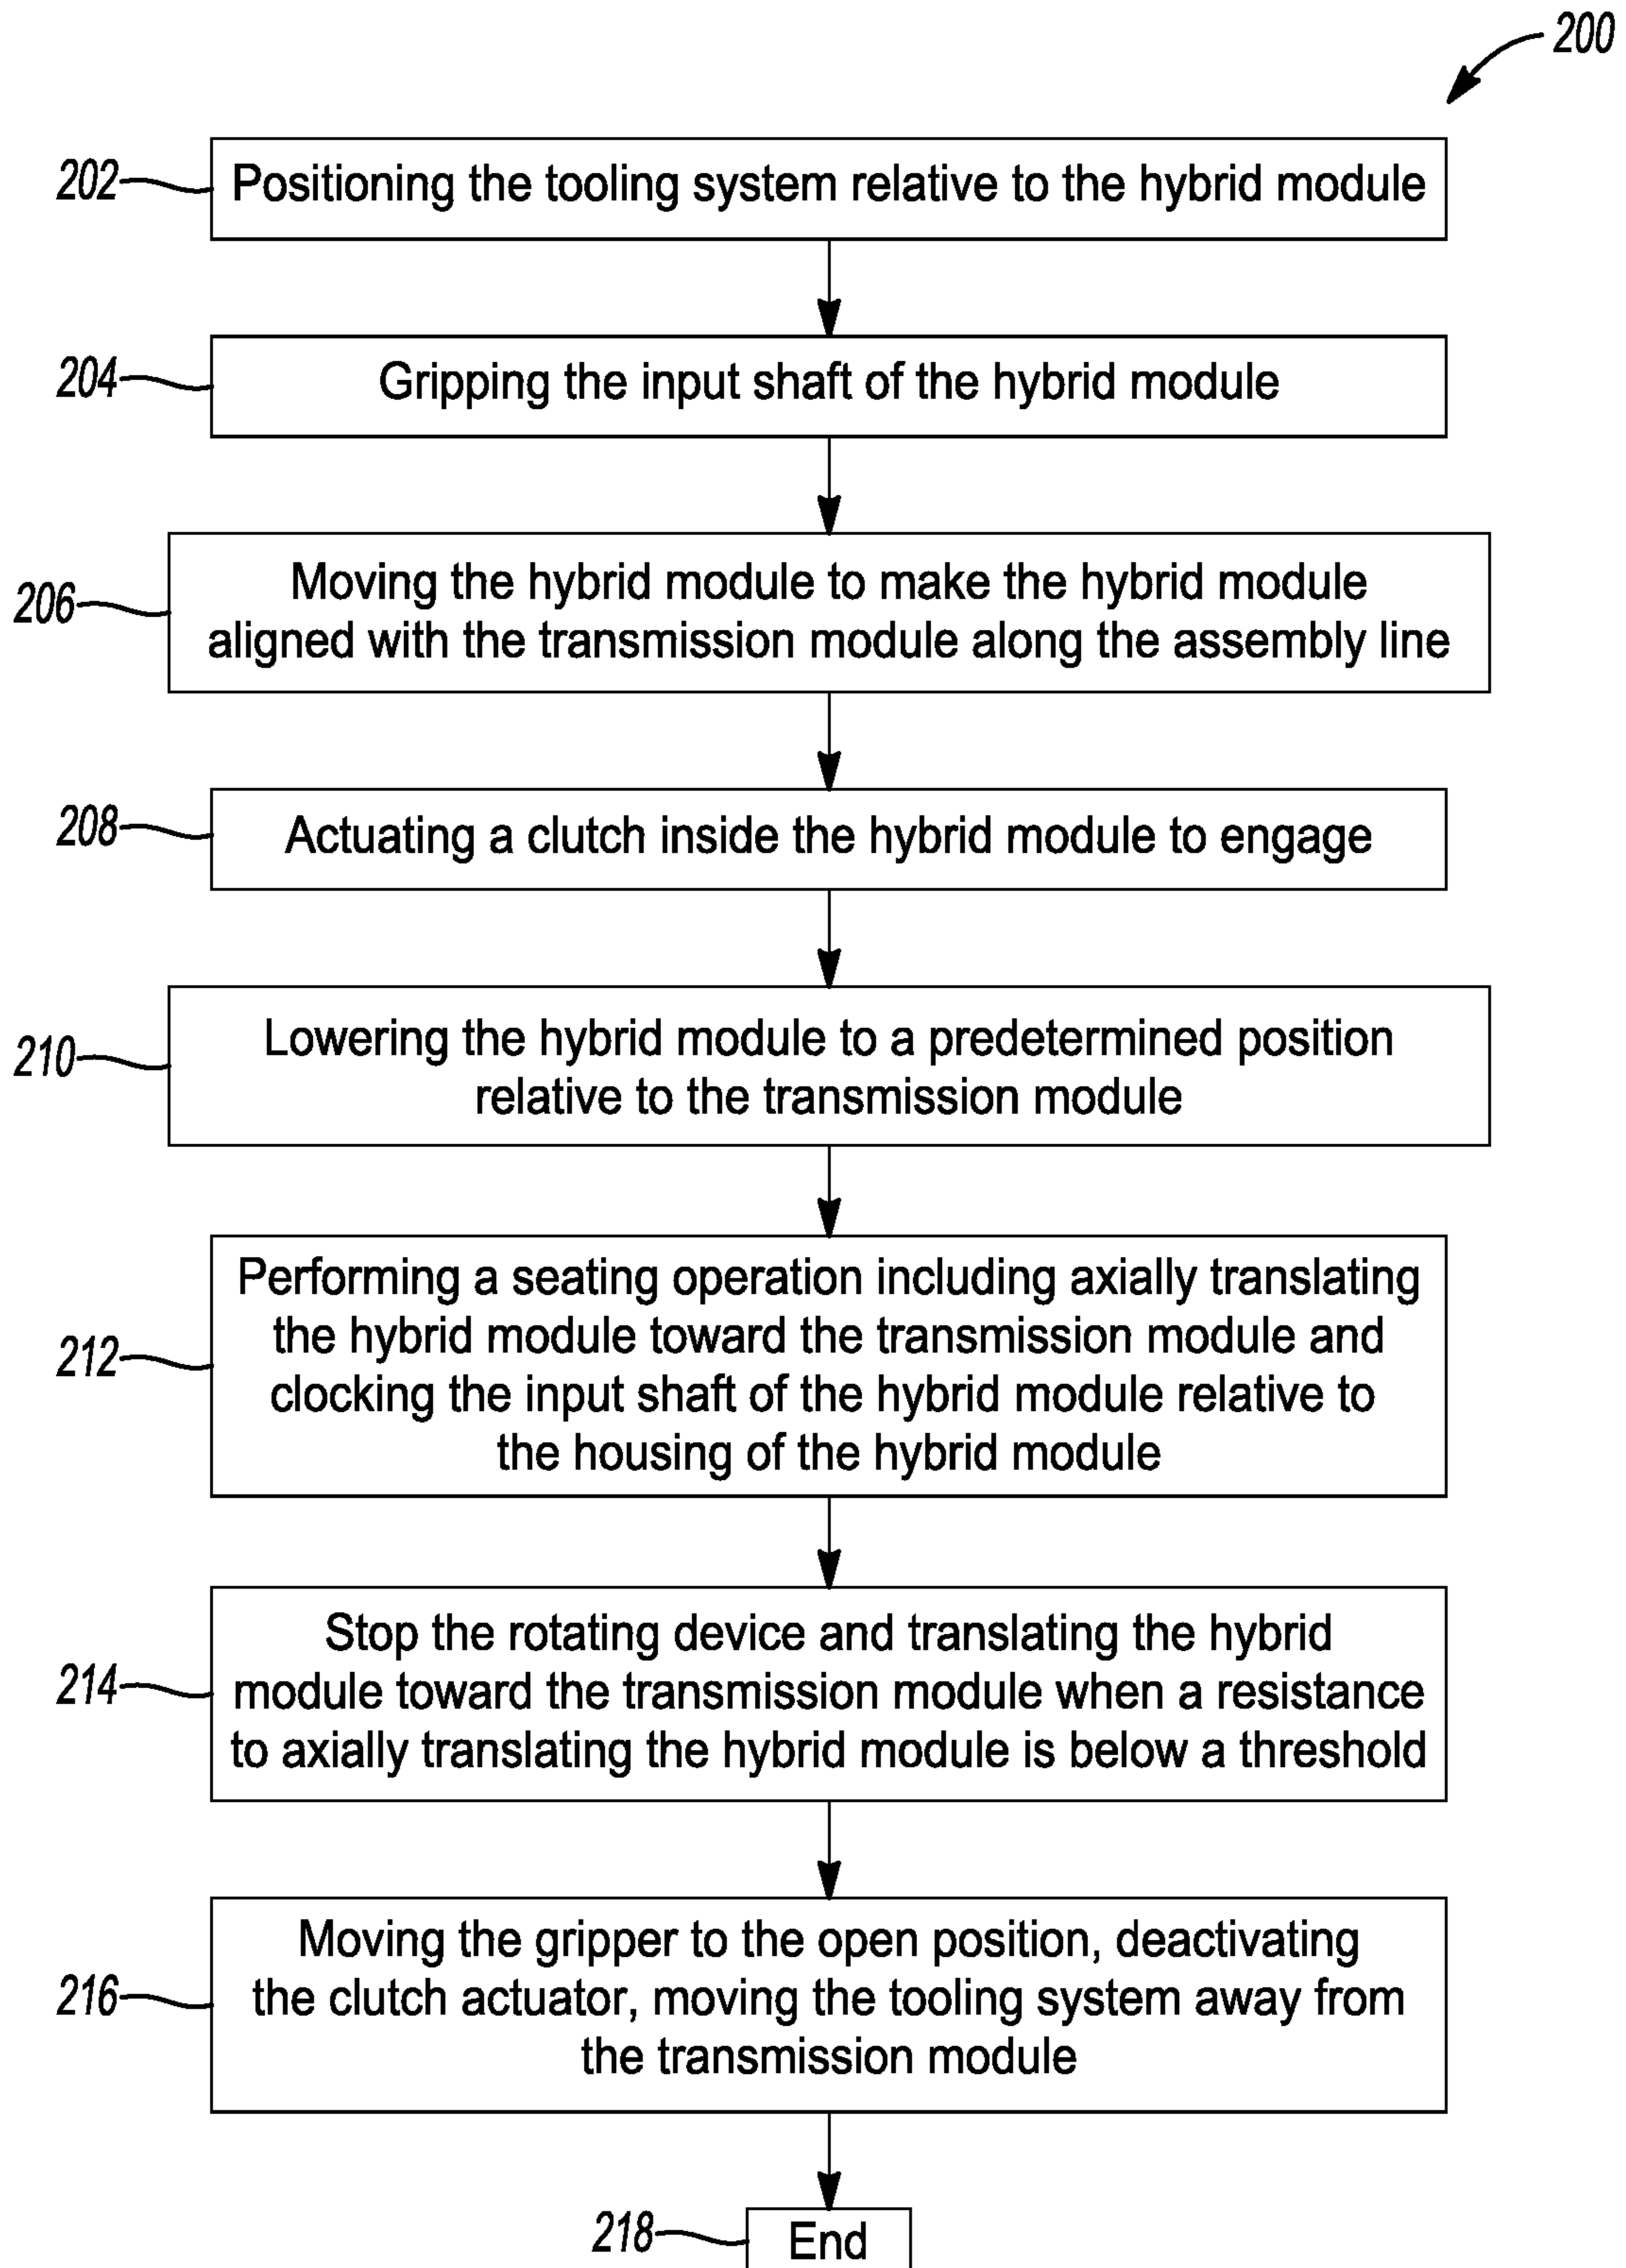 200
202
Positioning the tooling system relative to the hybrid module
204
Gripping the input shaft of the hybrid module
206
Moving the hybrid module to make the hybrid module
aligned with the transmission module along the assembly line
208
Actuating a clutch inside the hybrid module to engage
210
Lowering the hybrid module to a predetermined position
relative to the transmission module
212
Performing a seating operation including axially translating
the hybrid module toward the transmission module and
clocking the input shaft of the hybrid module relative to
the housing of the hybrid module
214
Stop the rotating device and translating the hybrid
module toward the transmission module when a resistance
to axially translating the hybrid module is below a threshold
216
Moving the gripper to the open position, deactivating
the clutch actuator, moving the tooling system away from
the transmission module
218
End